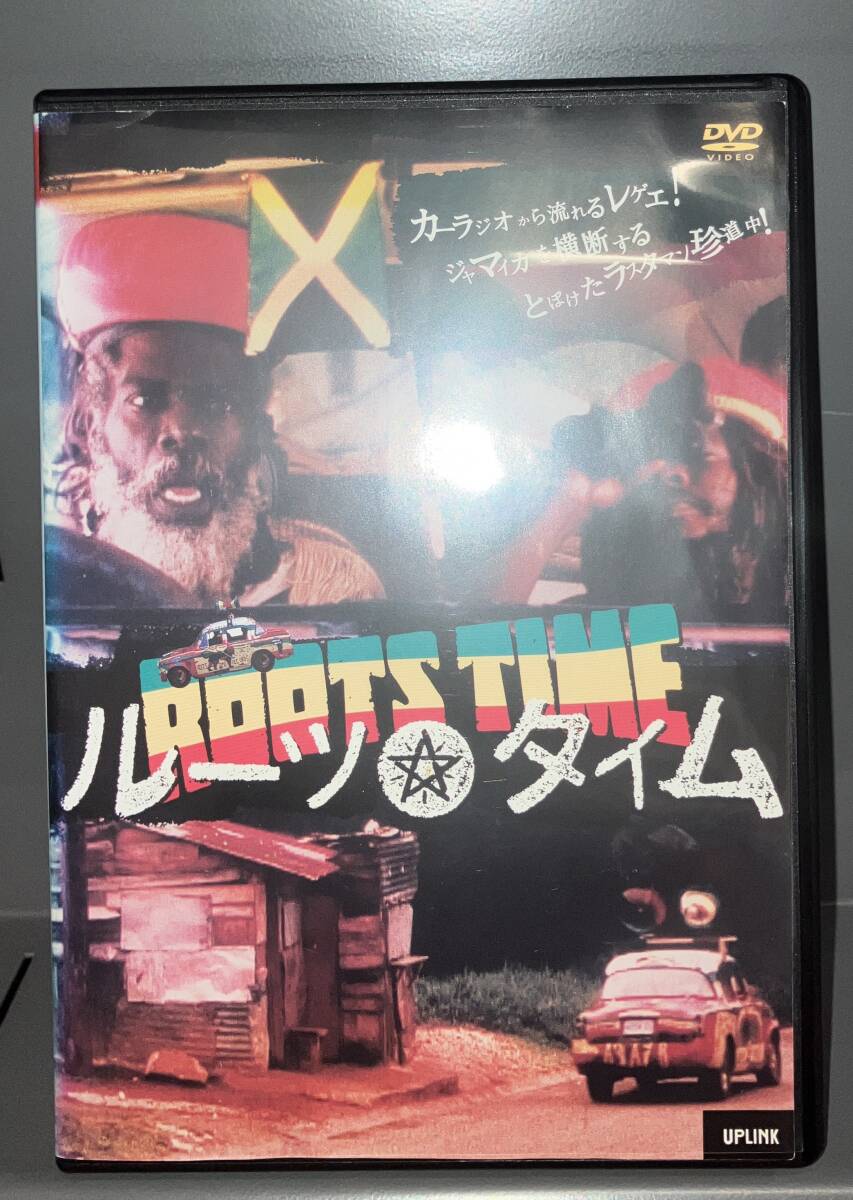 DVD
VIDEO
カーラジオから流れるレゲエ!
ジャマイカを横断する
とぼけたラスタマン珍道中!
ROOTS TIME
ルーツ タイム
UPLINK